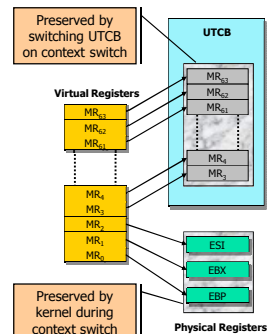 Preserved by
switching UTCB
on context switch
UTCB
MR63
MR62
MR61
MR4
MR3
Virtual Registers
MR63
MR62
MR61
MR4
MR3
MR2
MR1
MR0
ESI
EBX
EBP
Physical Registers
Preserved by
kernel during
context switch